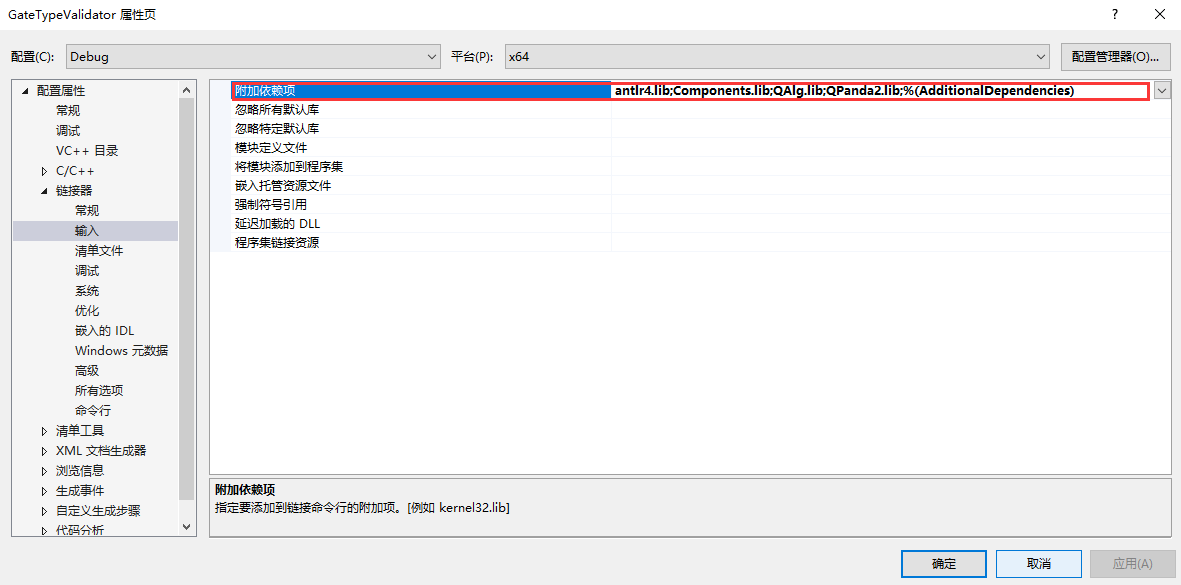 GateTypeValidator 属性页
?
配置(C): Debug 平台(P): x64 配置管理器(O)...
配置属性
常规
调试
VC++ 目录
C/C++
链接器
常规
输入
清单文件
调试
系统
优化
嵌入的 IDL
Windows 元数据
高级
所有选项
命令行
清单工具
XML 文档生成器
浏览信息
生成事件
自定义生成步骤
代码分析
附加依赖项 antlr4.lib;Components.lib;QAlg.lib;QPanda2.lib;%(AdditionalDependencies)
忽略所有默认库
忽略特定默认库
模块定义文件
将模块添加到程序集
嵌入托管资源文件
强制符号引用
延迟加载的 DLL
程序集链接资源
附加依赖项
指定要添加到链接命令行的附加项。[例如 kernel32.lib]
确定 取消 应用(A)